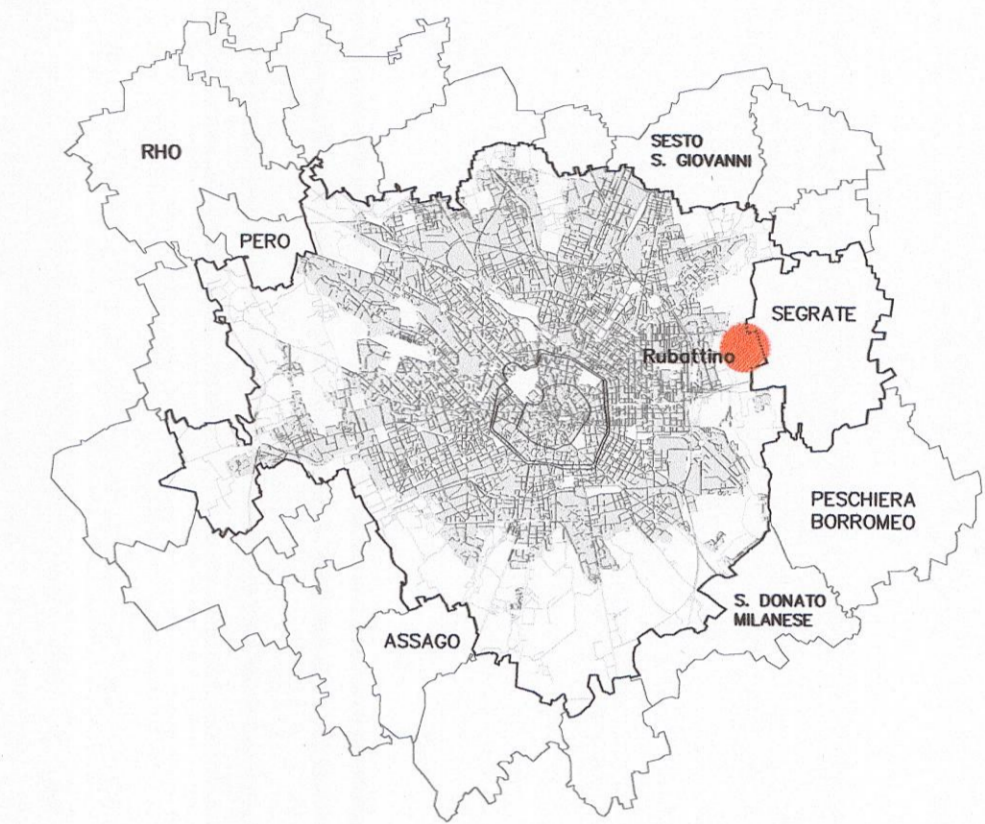 RHO
SESTO
S. GIOVANNI
PERO
SEGRATE
Rubattino
PESCHIERA
BORROMEO
S. DONATO
MILANESE
ASSAGO